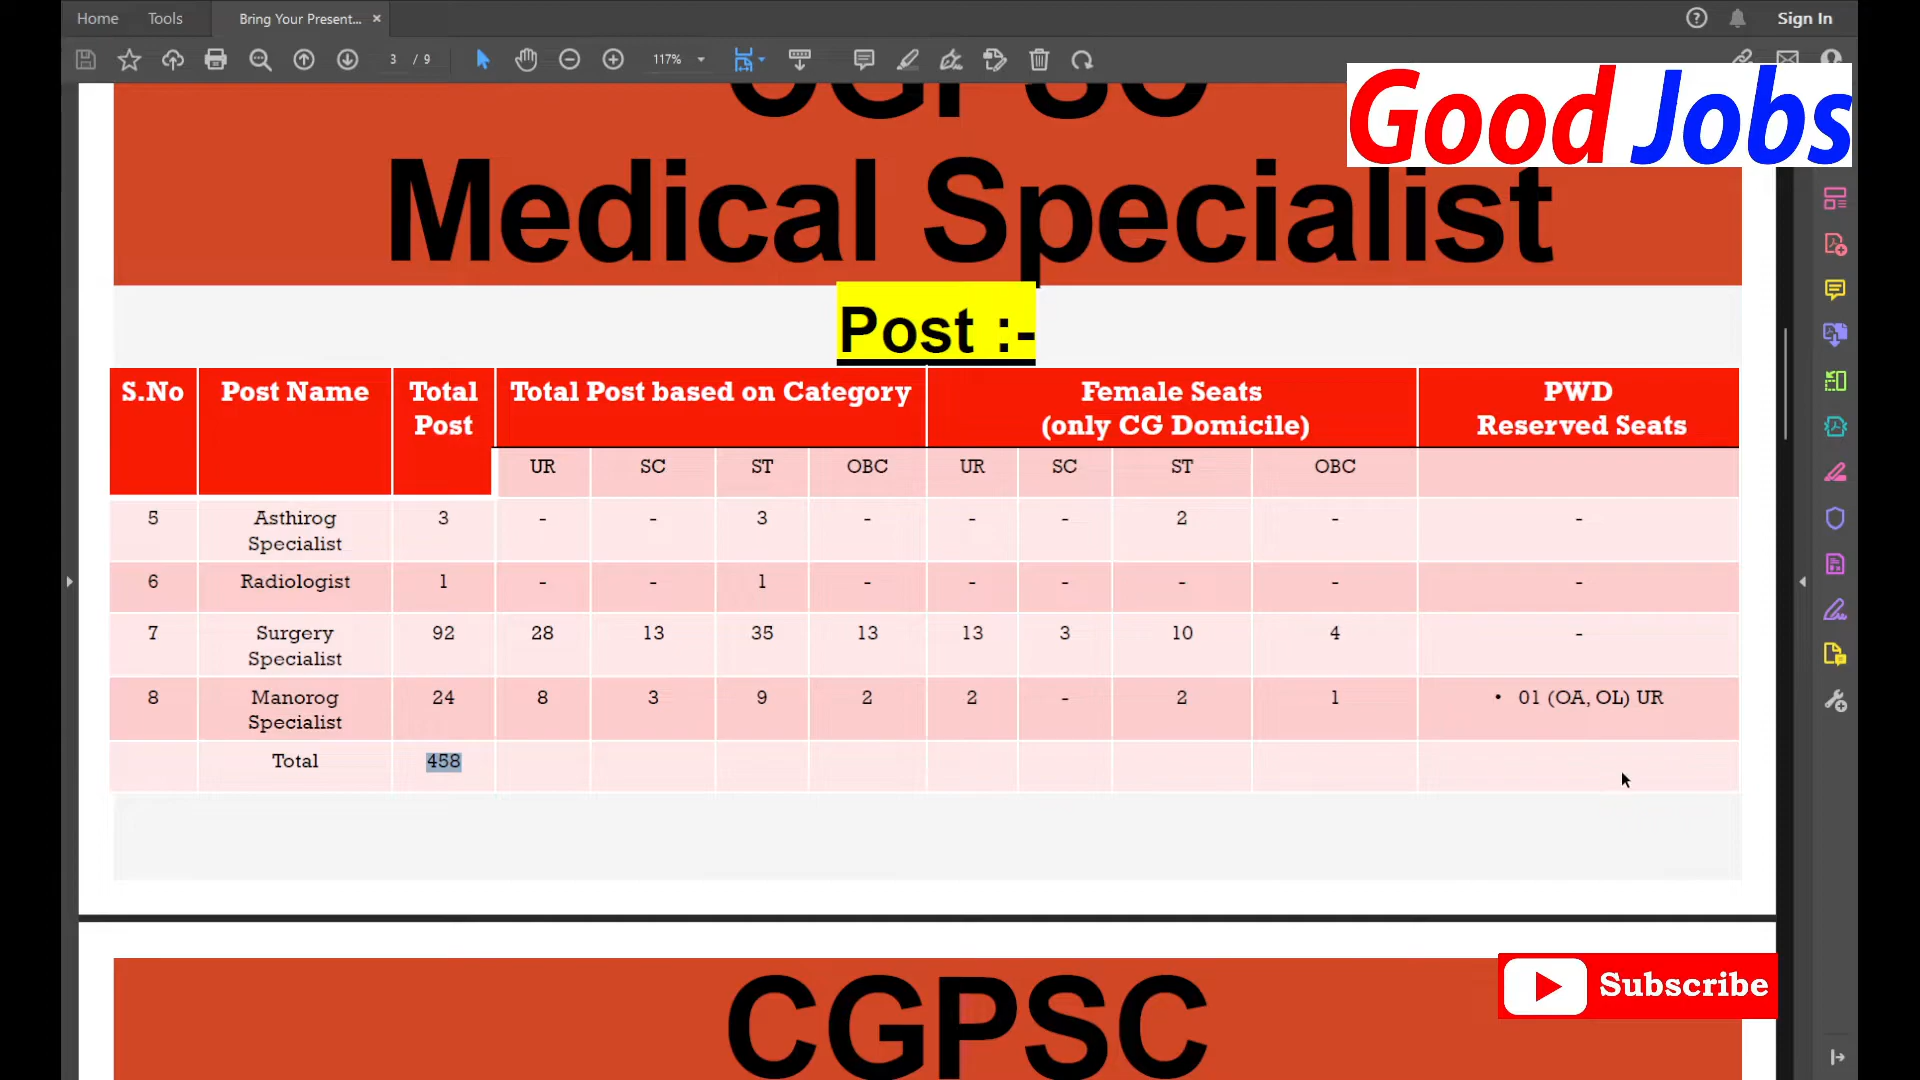 Home Tools Bring Your Present... × Sign In
3 / 9 117%
CGPSC
Good Jobs
Medical Specialist
Post :-
S.No Post Name Total Post Total Post based on Category Female Seats (only CG Domicile) PWD Reserved Seats
UR SC ST OBC UR SC ST OBC
5 Asthirog Specialist 3 - - 3 - - - 2 - -
6 Radiologist 1 - - 1 - - - - - -
7 Surgery Specialist 92 28 13 35 13 13 3 10 4 -
8 Manorog Specialist 24 8 3 9 2 2 - 2 1 • 01 (OA, OL) UR
Total 458
CGPSC
Subscribe